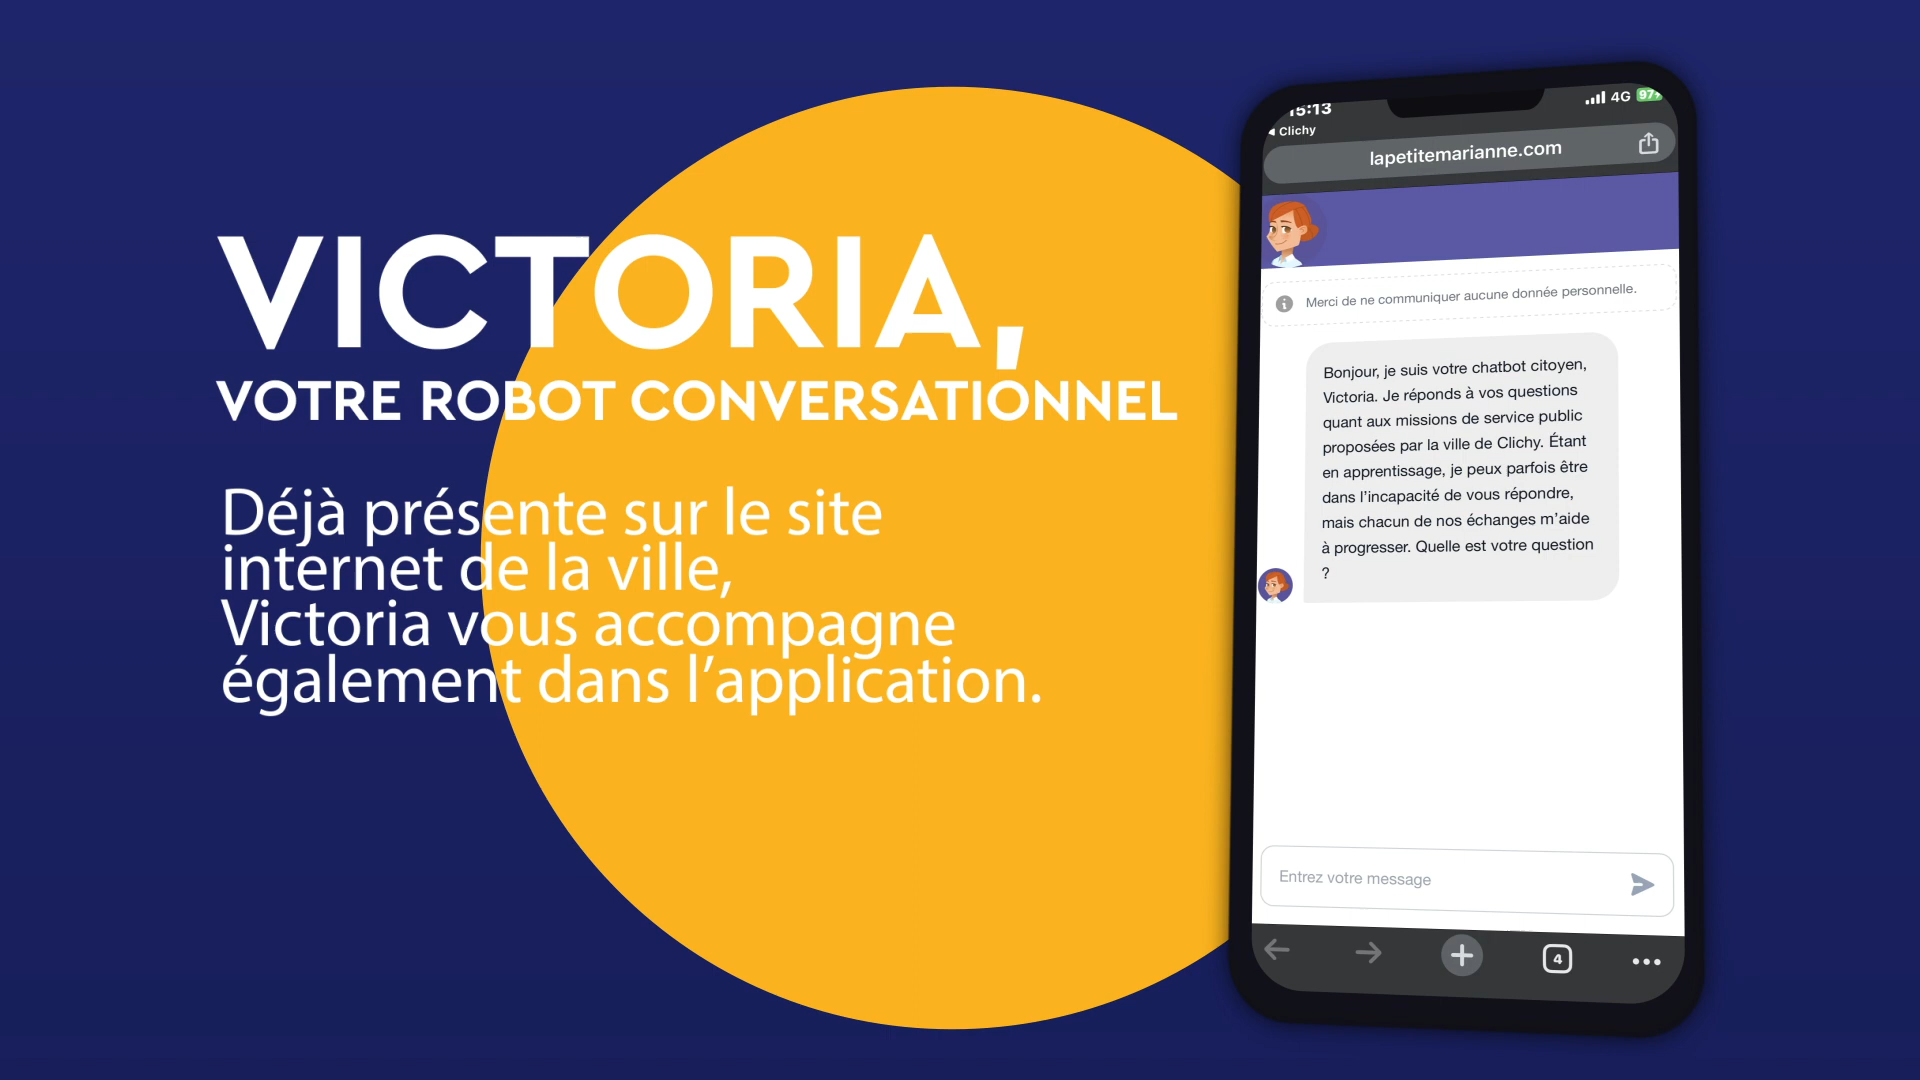 VICTORIA,
VOTRE ROBOT CONVERSATIONNEL
Déjà présente sur le site
internet de la ville,
Victoria vous accompagne
également dans l’application.
15:13
4G 97
Clichy
lapetitemarianne.com
Merci de ne communiquer aucune donnée personnelle.
Bonjour, je suis votre chatbot citoyen,
Victoria. Je réponds à vos questions
quant aux missions de service public
proposées par la ville de Clichy. Étant
en apprentissage, je peux parfois être
dans l’incapacité de vous répondre,
mais chacun de nos échanges m’aide
à progresser. Quelle est votre question
?
Entrez votre message
4